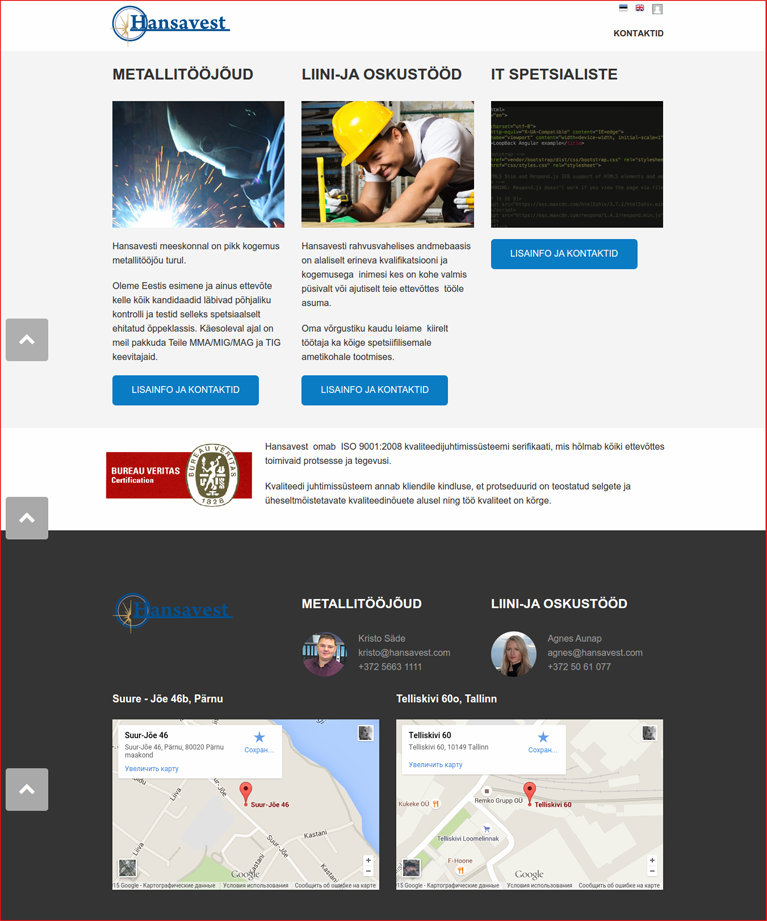 Hansavest
KONTAKTID
METALLITÖÖJÕUD
LIINI-JA OSKUSTÖÖD
IT SPETSIALISTE
Hansavesti meeskonnal on pikk kogemus
metallitööjõu turul.
Oleme Eestis esimene ja ainus ettevõte
kelle kõik kandidaadid läbivad põhjaliku
kontrolli ja testid selleks spetsiaalselt
ehitatud õppeklassis. Käesoleval ajal on
meil pakkuda Teile MMA/MIG/MAG ja TIG
keevitajaid.
LISAINFO JA KONTAKTID
Hansavesti rahvusvahelises andmebaasis
on alaliselt erineva kvalifikatsiooni ja
kogemusega inimesi kes on kohe valmis
püsivalt või ajutiselt teie ettevõttes tööle
asuma.
Oma võrgustiku kaudu leiame kiirelt
töötaja ka kõige spetsiifilisemale
ametikohale tootmises.
LISAINFO JA KONTAKTID
LISAINFO JA KONTAKTID
BUREAU VERITAS
Certification
BUREAU VERITAS
1828
Hansavest omab ISO 9001:2008 kvaliteedijuhtimissüsteemi serifikaati, mis hõlmab kõiki ettevõttes
toimivaid protsesse ja tegevusi.
Kvaliteedi juhtimissüsteem annab kliendile kindluse, et protseduurid on teostatud selgete ja
üheseltmõistetavate kvaliteedinõuete alusel ning töö kvaliteet on kõrge.
Hansavest
METALLITÖÖJÕUD
Kristo Säde
kristo@hansavest.com
+372 5663 1111
LIINI-JA OSKUSTÖÖD
Agnes Aunap
agnes@hansavest.com
+372 50 61 077
Suure - Jõe 46b, Pärnu
Suur-Jõe 46
Suur-Jõe 46, Pärnu, 80020 Pärnu
maakond
Сохран...
Увеличить карту
Suur-Jõe 46
Liiva
Suur-Jõe
Kastani
Kastani
Liiva
Google
15 Google - Картографические данные
Условия использования
Сообщить об ошибке на карте
Telliskivi 60o, Tallinn
Telliskivi 60
Telliskivi 60, 10149 Tallinn
Сохран...
Увеличить карту
Kukeke OÜ
Remko Grupp OÜ
Telliskivi 60
Telliskivi Loomelinnak
F-Hoone
Google
15 Google - Картографические данные
Условия использования
Сообщить об ошибке на карте